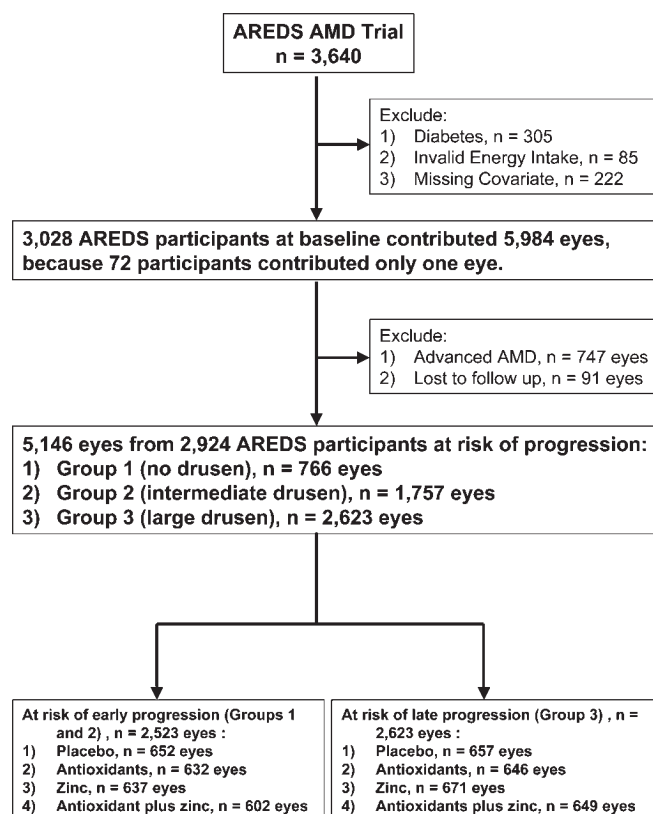 AREDS AMD Trial
n = 3,640
Exclude:
1) Diabetes, n = 305
2) Invalid Energy Intake, n = 85
3) Missing Covariate, n = 222
3,028 AREDS participants at baseline contributed 5,984 eyes,
because 72 participants contributed only one eye.
Exclude:
1) Advanced AMD, n = 747 eyes
2) Lost to follow up, n = 91 eyes
5,146 eyes from 2,924 AREDS participants at risk of progression:
1) Group 1 (no drusen), n = 766 eyes
2) Group 2 (intermediate drusen), n = 1,757 eyes
3) Group 3 (large drusen), n = 2,623 eyes
At risk of early progression (Groups 1
and 2) , n = 2,523 eyes :
1) Placebo, n = 652 eyes
2) Antioxidants, n = 632 eyes
3) Zinc, n = 637 eyes
4) Antioxidant plus zinc, n = 602 eyes
At risk of late progression (Group 3) , n =
2,623 eyes :
1) Placebo, n = 657 eyes
2) Antioxidants, n = 646 eyes
3) Zinc, n = 671 eyes
4) Antioxidants plus zinc, n = 649 eyes